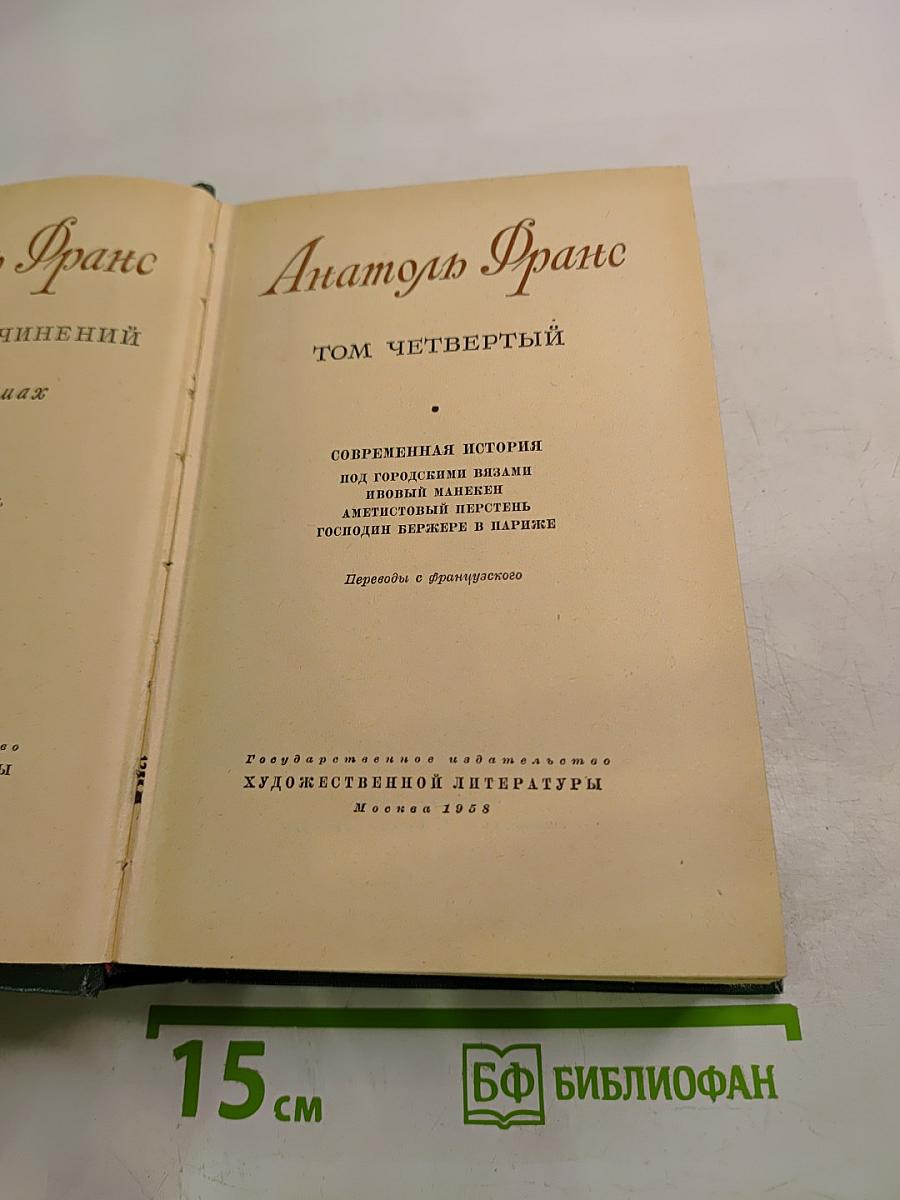 Франс
ЧИНЕНИЙ
мах
Анатоль Франс
ТОМ ЧЕТВЕРТЫЙ
СОВРЕМЕННАЯ ИСТОРИЯ
ПОД ГОРОДСКИМИ ВЯЗАМИ
ИВОВЫЙ МАНЕКЕН
АМЕТИСТОВЫЙ ПЕРСТЕНЬ
ГОСПОДИН БЕРЖЕРЕ В ПАРИЖЕ
Переводы с французского
Государственное издательство
ХУДОЖЕСТВЕННОЙ ЛИТЕРАТУРЫ
Москва 1958
15 см
БФ БИБЛИОФАН